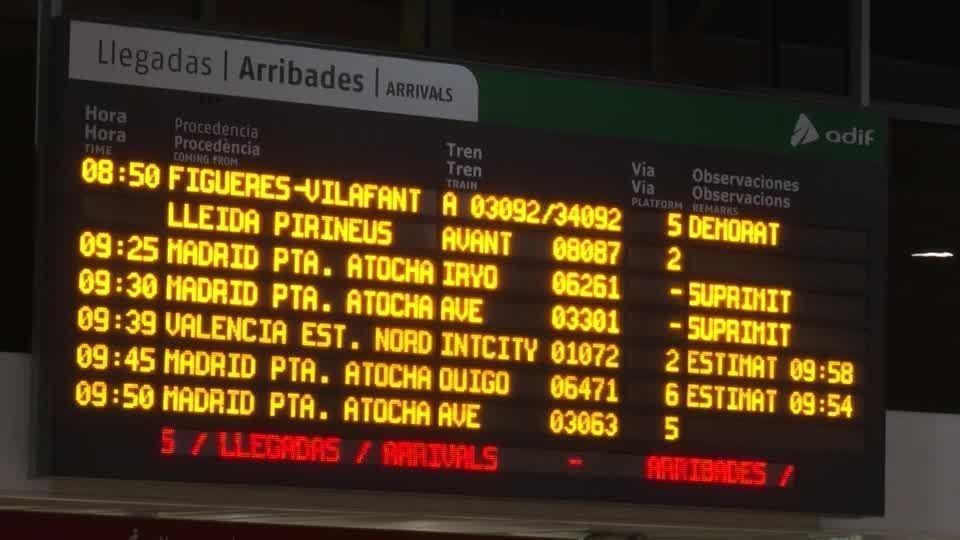 Llegadas | Arribades | ARRIVALS
adif
Hora Procedencia Tren Via Observaciones
Hora Procedència Tren Via Observacions
TIME COMING FROM TRAIN PLATFORM REMARKS
08:50 FIGUERES-VILAFANT A 03092/34092 5 DEMORAT
LLEIDA PIRINEUS AVANT 08087 2
09:25 MADRID PTA. ATOCHA IRYO 06261 - SUPRIMIT
09:30 MADRID PTA. ATOCHA AVE 03301 - SUPRIMIT
09:39 VALENCIA EST. NORD INTCITY 01072 2 ESTIMAT 09:58
09:45 MADRID PTA. ATOCHA OUIGO 06471 6 ESTIMAT 09:54
09:50 MADRID PTA. ATOCHA AVE 03063 5
S / LLEGADAS / ARRIVALS - ARRIBADES /